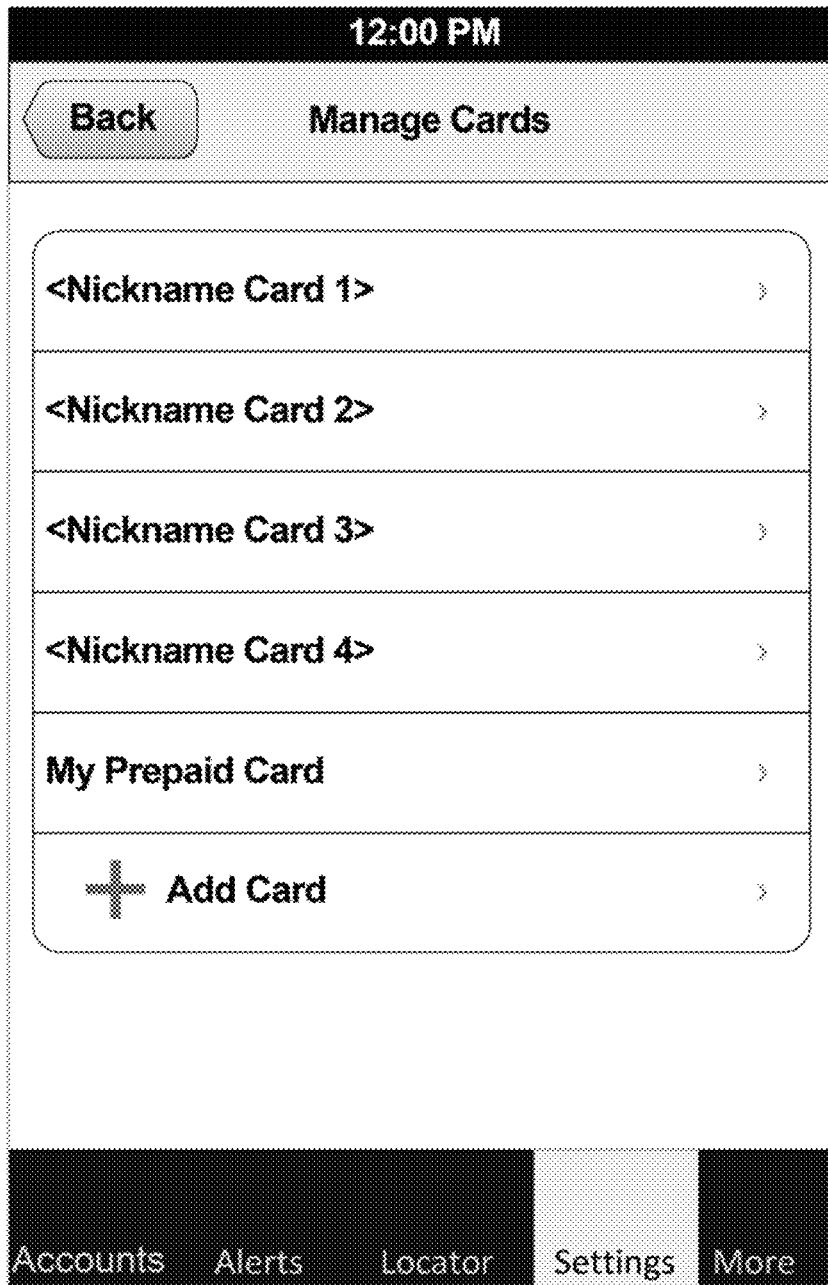 12:00 PM
Back
Manage Cards
<Nickname Card 1>
<Nickname Card 2>
<Nickname Card 3>
<Nickname Card 4>
My Prepaid Card
Add Card
Accounts Alerts Locator Settings More